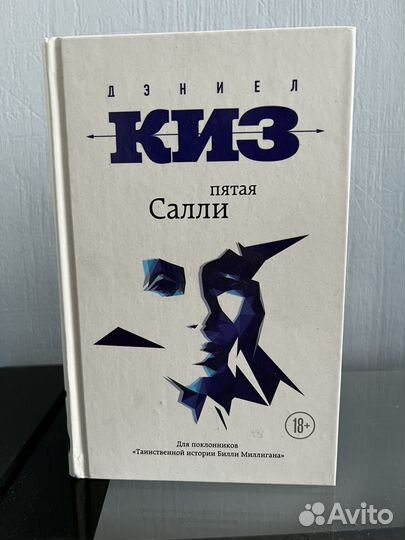 ДЭНИЕЛ
КИЗ
пятая
Салли
18+
Для поклонников
«Таинственной истории Билли Миллигана»
Avito